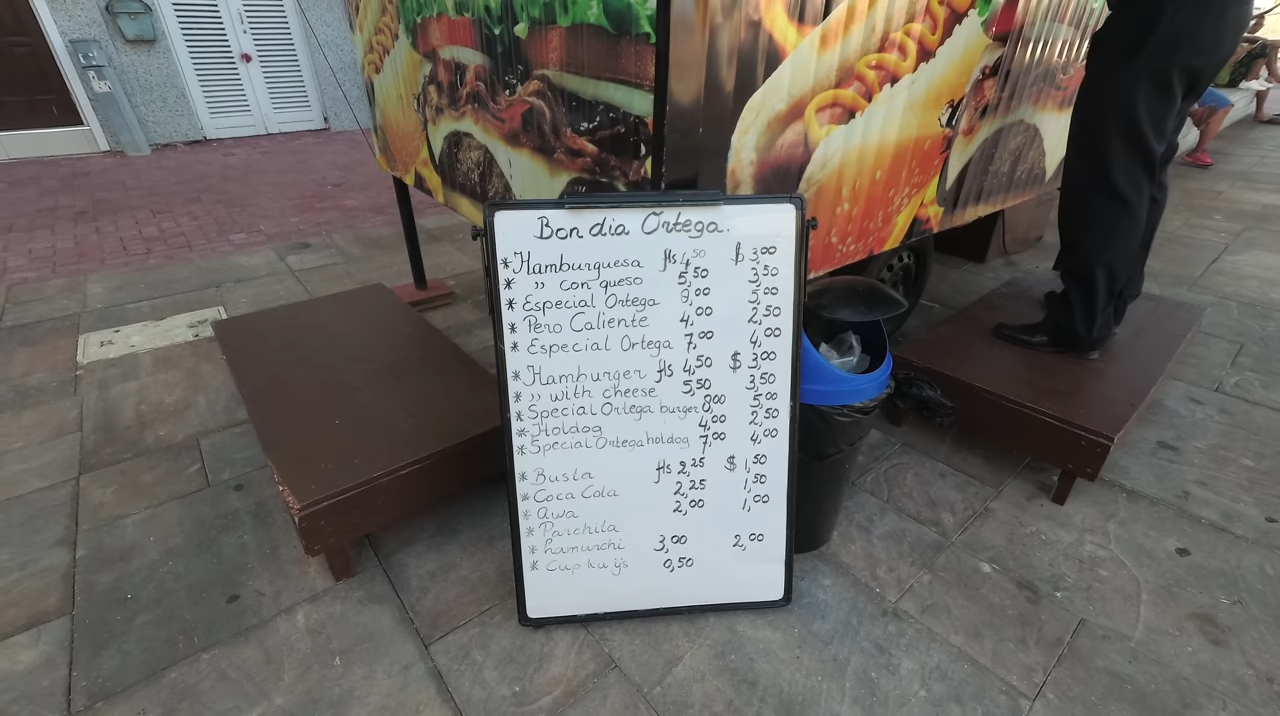 Bon dia Ortega.
* Hamburguesa fls 4,50 $ 3,00
* ,, con queso 5,50 3,50
* Especial Ortega 8,00 5,00
* Pero Caliente 4,00 2,50
* Especial Ortega 7,00 4,00
* Hamburger fls 4,50 $ 3,00
* ,, with cheese 5,50 3,50
* Special Ortega burger 8,00 5,00
* Hotdog 4,00 2,50
* Special Ortega hotdog 7,00 4,00
* Busta fls 2,25 $ 1,50
* Coca Cola 2,25 1,50
* Awa 2,00 1,00
* Parchita
* Lamunchi 3,00 2,00
* Cup kwijs 0,50